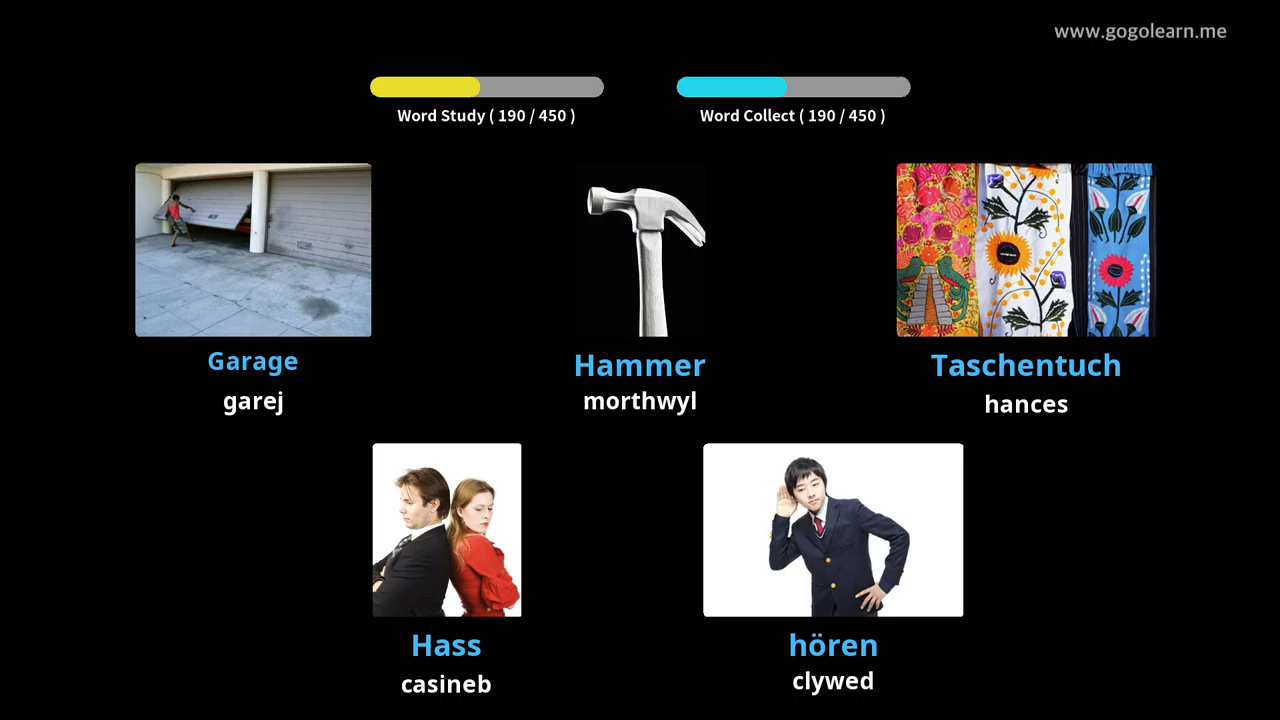 www.gogolearn.me
Word Study ( 190 / 450 )
Word Collect ( 190 / 450 )
Garage
garej
Hammer
morthwyl
Taschentuch
hances
Hass
casineb
hören
clywed